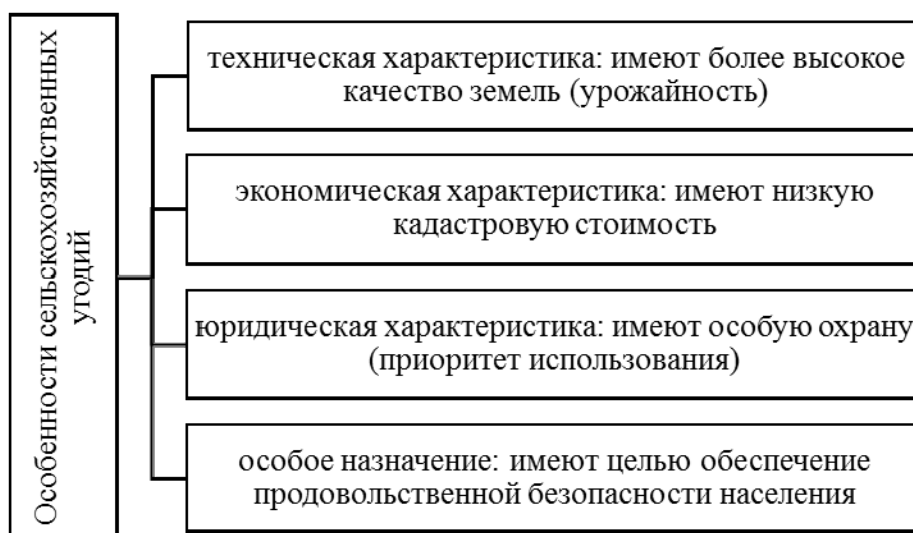 Особенности сельскохозяйственных
угодий
техническая характеристика: имеют более высокое
качество земель (урожайность)
экономическая характеристика: имеют низкую
кадастровую стоимость
юридическая характеристика: имеют особую охрану
(приоритет использования)
особое назначение: имеют целью обеспечение
продовольственной безопасности населения